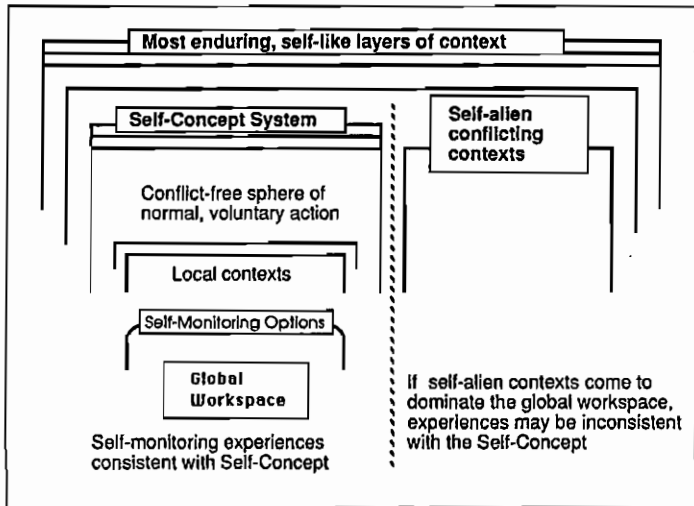 Most enduring, self-like layers of context
Self-Concept System
Conflict-free sphere of
normal, voluntary action
Local contexts
Self-Monitoring Options
Global
Workspace
Self-monitoring experiences
consistent with Self-Concept
Self-alien
conflicting
contexts
If self-alien contexts come to
dominate the global workspace,
experiences may be inconsistent
with the Self-Concept